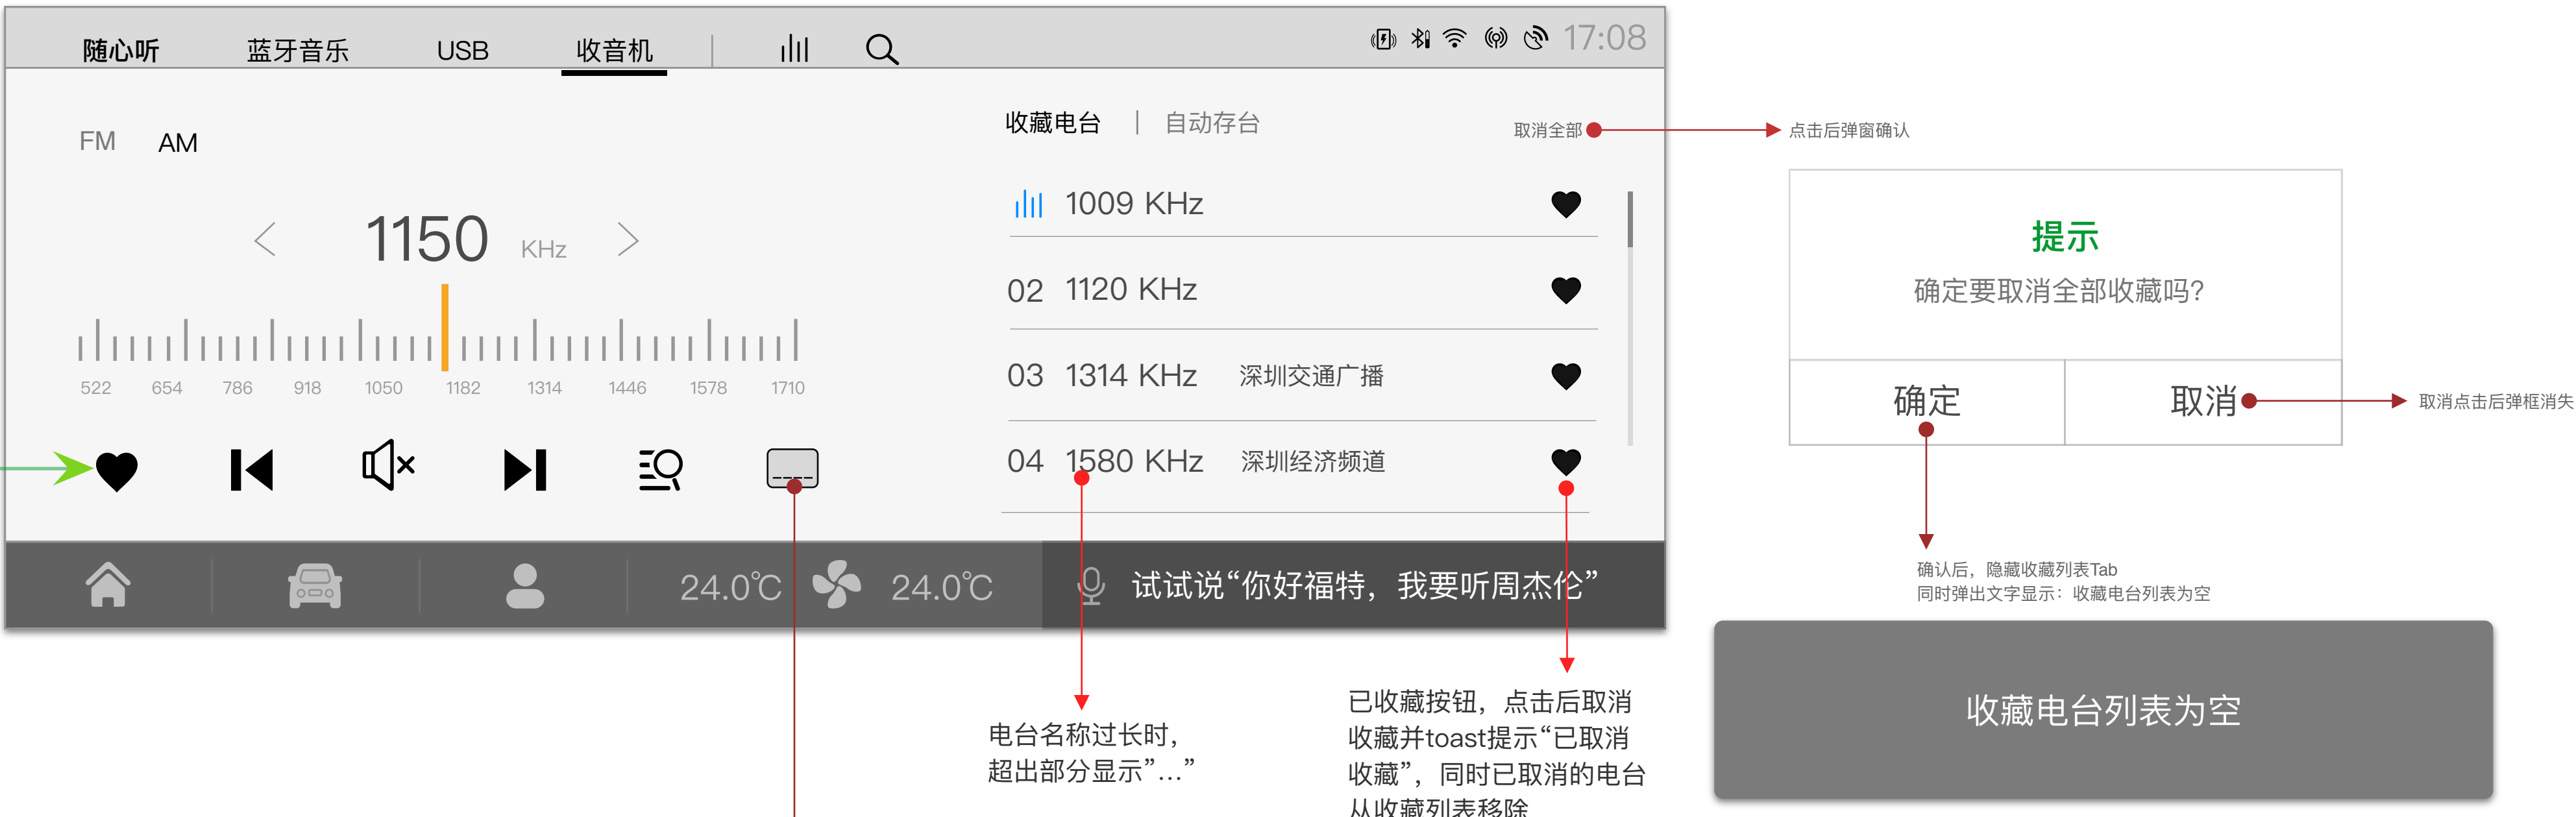 随心听 蓝牙音乐 USB 收音机 17:08
FM AM
1150 KHz
522 654 786 918 1050 1182 1314 1446 1578 1710
收藏电台 | 自动存台 取消全部
1009 KHz
02 1120 KHz
03 1314 KHz 深圳交通广播
04 1580 KHz 深圳经济频道
24.0℃ 24.0℃ 试试说“你好福特，我要听周杰伦”
点击后弹窗确认
提示
确定要取消全部收藏吗?
确定 取消
取消点击后弹框消失
确认后，隐藏收藏列表Tab
同时弹出文字显示：收藏电台列表为空
收藏电台列表为空
电台名称过长时，
超出部分显示”...”
已收藏按钮，点击后取消
收藏并toast提示“已取消
收藏”，同时已取消的电台
从收藏列表移除